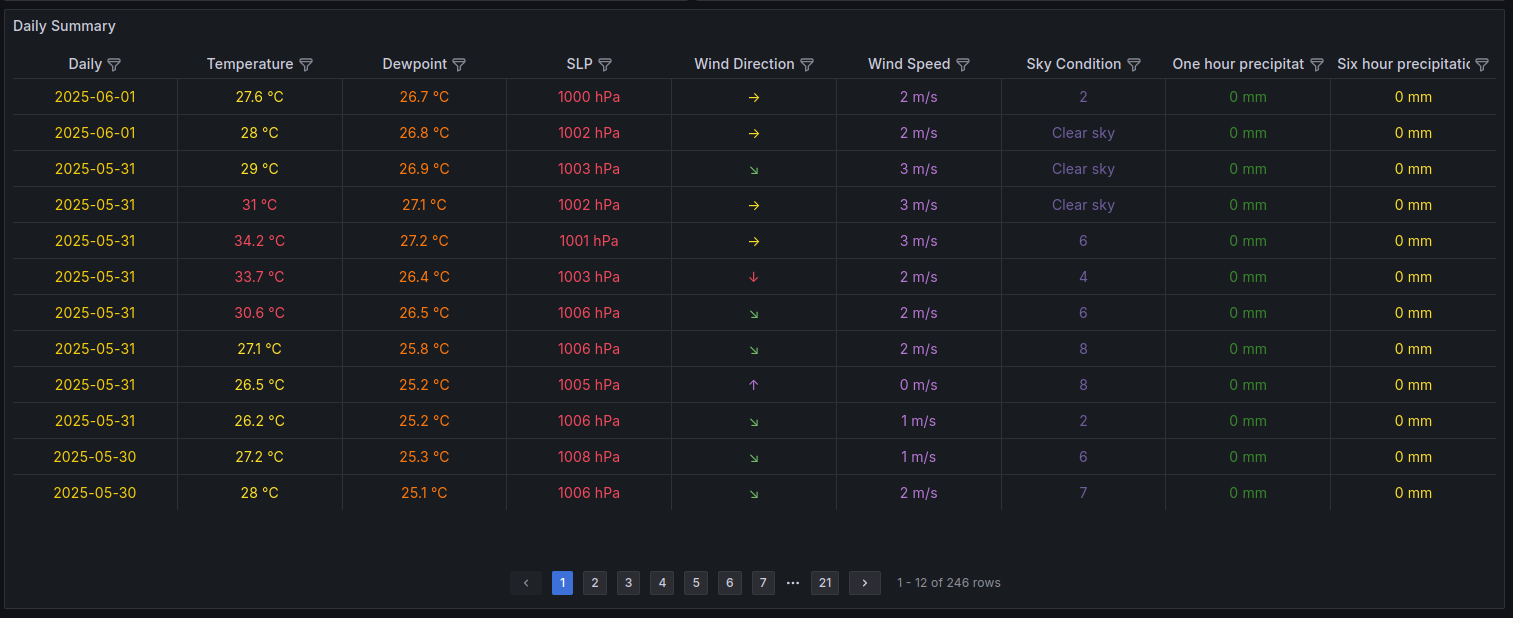 Daily Summary
Daily Temperature Dewpoint SLP Wind Direction Wind Speed Sky Condition One hour precipitat Six hour precipitatic
2025-06-01 27.6 °C 26.7 °C 1000 hPa → 2 m/s 2 0 mm 0 mm
2025-06-01 28 °C 26.8 °C 1002 hPa → 2 m/s Clear sky 0 mm 0 mm
2025-05-31 29 °C 26.9 °C 1003 hPa ↘ 3 m/s Clear sky 0 mm 0 mm
2025-05-31 31 °C 27.1 °C 1002 hPa → 3 m/s Clear sky 0 mm 0 mm
2025-05-31 34.2 °C 27.2 °C 1001 hPa → 3 m/s 6 0 mm 0 mm
2025-05-31 33.7 °C 26.4 °C 1003 hPa ↓ 2 m/s 4 0 mm 0 mm
2025-05-31 30.6 °C 26.5 °C 1006 hPa ↘ 2 m/s 6 0 mm 0 mm
2025-05-31 27.1 °C 25.8 °C 1006 hPa ↘ 2 m/s 8 0 mm 0 mm
2025-05-31 26.5 °C 25.2 °C 1005 hPa ↑ 0 m/s 8 0 mm 0 mm
2025-05-31 26.2 °C 25.2 °C 1006 hPa ↘ 1 m/s 2 0 mm 0 mm
2025-05-30 27.2 °C 25.3 °C 1008 hPa ↘ 1 m/s 6 0 mm 0 mm
2025-05-30 28 °C 25.1 °C 1006 hPa ↘ 2 m/s 7 0 mm 0 mm
‹ 1 2 3 4 5 6 7 ··· 21 › 1 - 12 of 246 rows